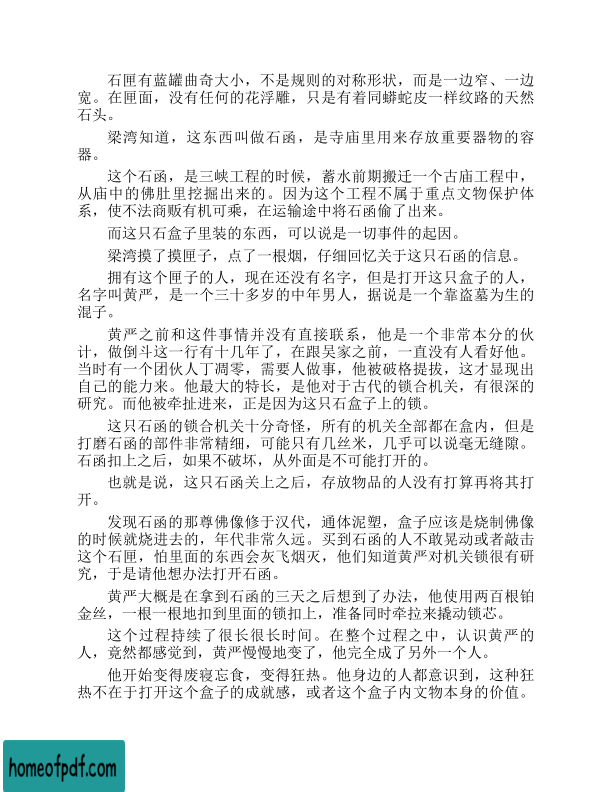 石匣有蓝罐曲奇大小，不是规则的对称形状，而是一边窄、一边
宽。在匣面，没有任何的花浮雕，只是有着同蟒蛇皮一样纹路的天然
石头。
梁湾知道，这东西叫做石函，是寺庙里用来存放重要器物的容
器。
这个石函，是三峡工程的时候，蓄水前期搬迁一个古庙工程中，
从庙中的佛肚里挖掘出来的。因为这个工程不属于重点文物保护体
系，使不法商贩有机可乘，在运输途中将石函偷了出来。
而这只石盒子里装的东西，可以说是一切事件的起因。
梁湾摸了摸匣子，点了一根烟，仔细回忆关于这只石函的信息。
拥有这个匣子的人，现在还没有名字，但是打开这只盒子的人，
名字叫黄严，是一个三十多岁的中年男人，据说是一个靠盗墓为生的
混子。
黄严之前和这件事情并没有直接联系，他是一个非常本分的伙
计，做倒斗这一行有十几年了，在跟吴家之前，一直没有人看好他。
当时有一个团伙人丁凋零，需要人做事，他被破格提拔，这才显现出
自己的能力来。他最大的特长，是他对于古代的锁合机关，有很深的
研究。而他被牵扯进来，正是因为这只石盒子上的锁。
这只石函的锁合机关十分奇怪，所有的机关全部都在盒内，但是
打磨石函的部件非常精细，可能只有几丝米，几乎可以说毫无缝隙。
石函扣上之后，如果不破坏，从外面是不可能打开的。
也就是说，这只石函关上之后，存放物品的人没有打算再将其打
开。
发现石函的那尊佛像修于汉代，通体泥塑，盒子应该是烧制佛像
的时候就烧进去的，年代非常久远。买到石函的人不敢晃动或者敲击
这个石匣，怕里面的东西会灰飞烟灭，他们知道黄严对机关锁很有研
究，于是请他想办法打开石函。
黄严大概是在拿到石函的三天之后想到了办法，他使用两百根铂
金丝，一根一根地扣到里面的锁扣上，准备同时牵拉来撬动锁芯。
这个过程持续了很长很长时间。在整个过程之中，认识黄严的
人，竟然都感觉到，黄严慢慢地变了，他完全成了另外一个人。
他开始变得废寝忘食，变得狂热。他身边的人都意识到，这种狂
热不在于打开这个盒子的成就感，或者这个盒子内文物本身的价值。
homeofpdf.com